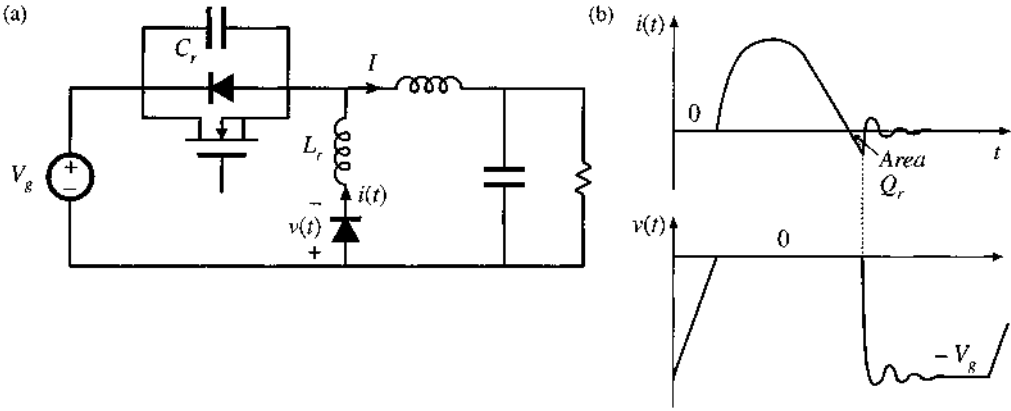 (a)
C_r
I
L_r
V_g
+
−
−
i(t)
v(t)
+
(b)
i(t)
0
Area
Q_r
t
v(t)
0
−V_g